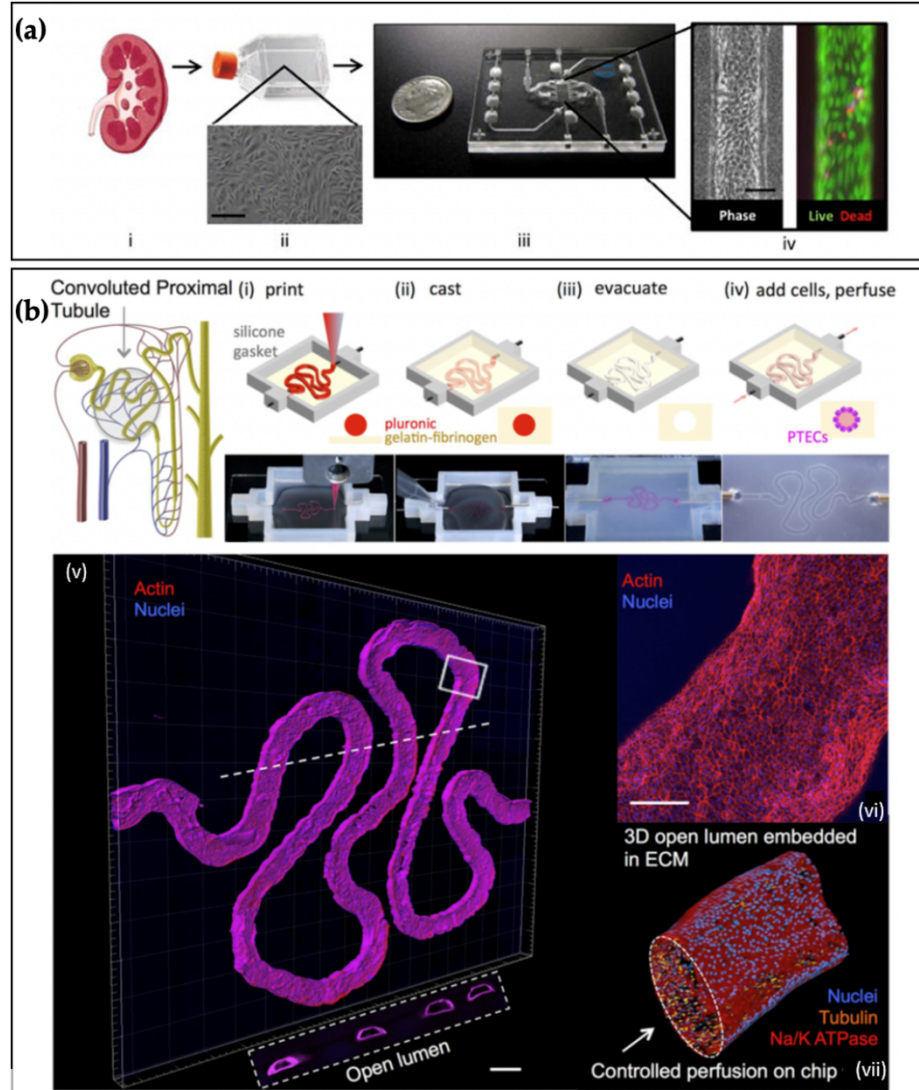 (a)
i
ii
iii
iv
Phase
Live Dead
(b)
Convoluted Proximal
Tubule
(i) print
(ii) cast
(iii) evacuate
(iv) add cells, perfuse
silicone
gasket
pluronic
gelatin-fibrinogen
PTECs
(v)
Actin
Nuclei
Open lumen
Actin
Nuclei
(vi)
3D open lumen embedded
in ECM
Nuclei
Tubulin
Na/K ATPase
Controlled perfusion on chip
(vii)